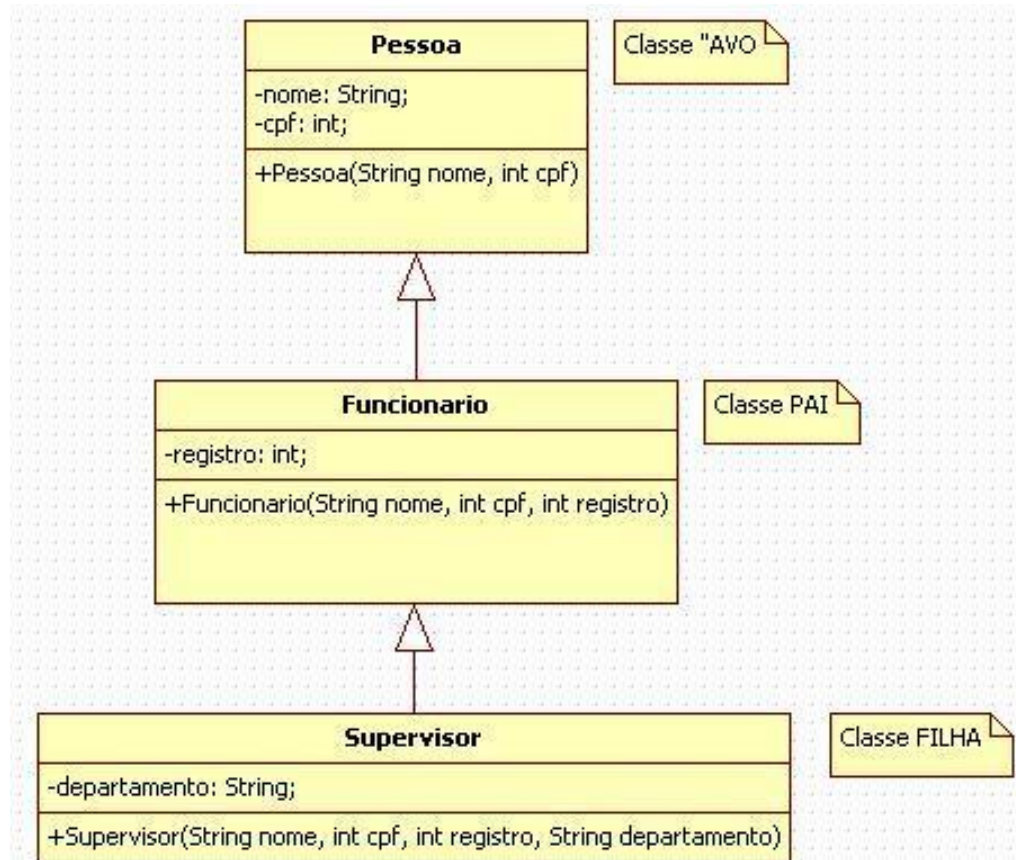 Pessoa
Classe "AVO
-nome: String;
-cpf: int;
+Pessoa(String nome, int cpf)
Funcionario
Classe PAI
-registro: int;
+Funcionario(String nome, int cpf, int registro)
Supervisor
Classe FILHA
-departamento: String;
+Supervisor(String nome, int cpf, int registro, String departamento)